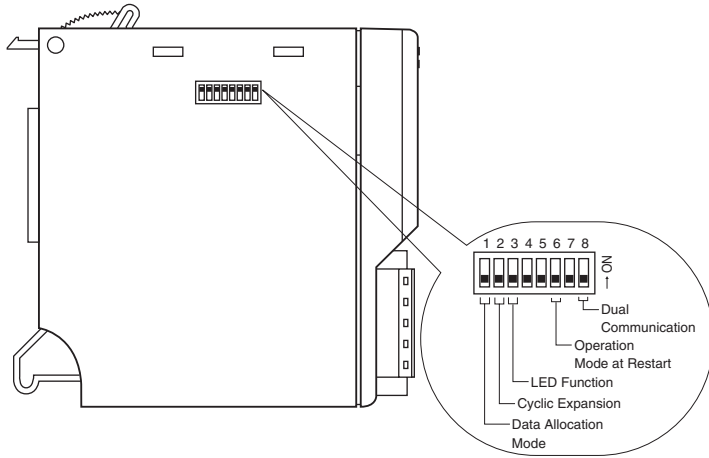 1 2 3 4 5 6 7 8
ON →
Dual
Communication
Operation
Mode at Restart
LED Function
Cyclic Expansion
Data Allocation
Mode